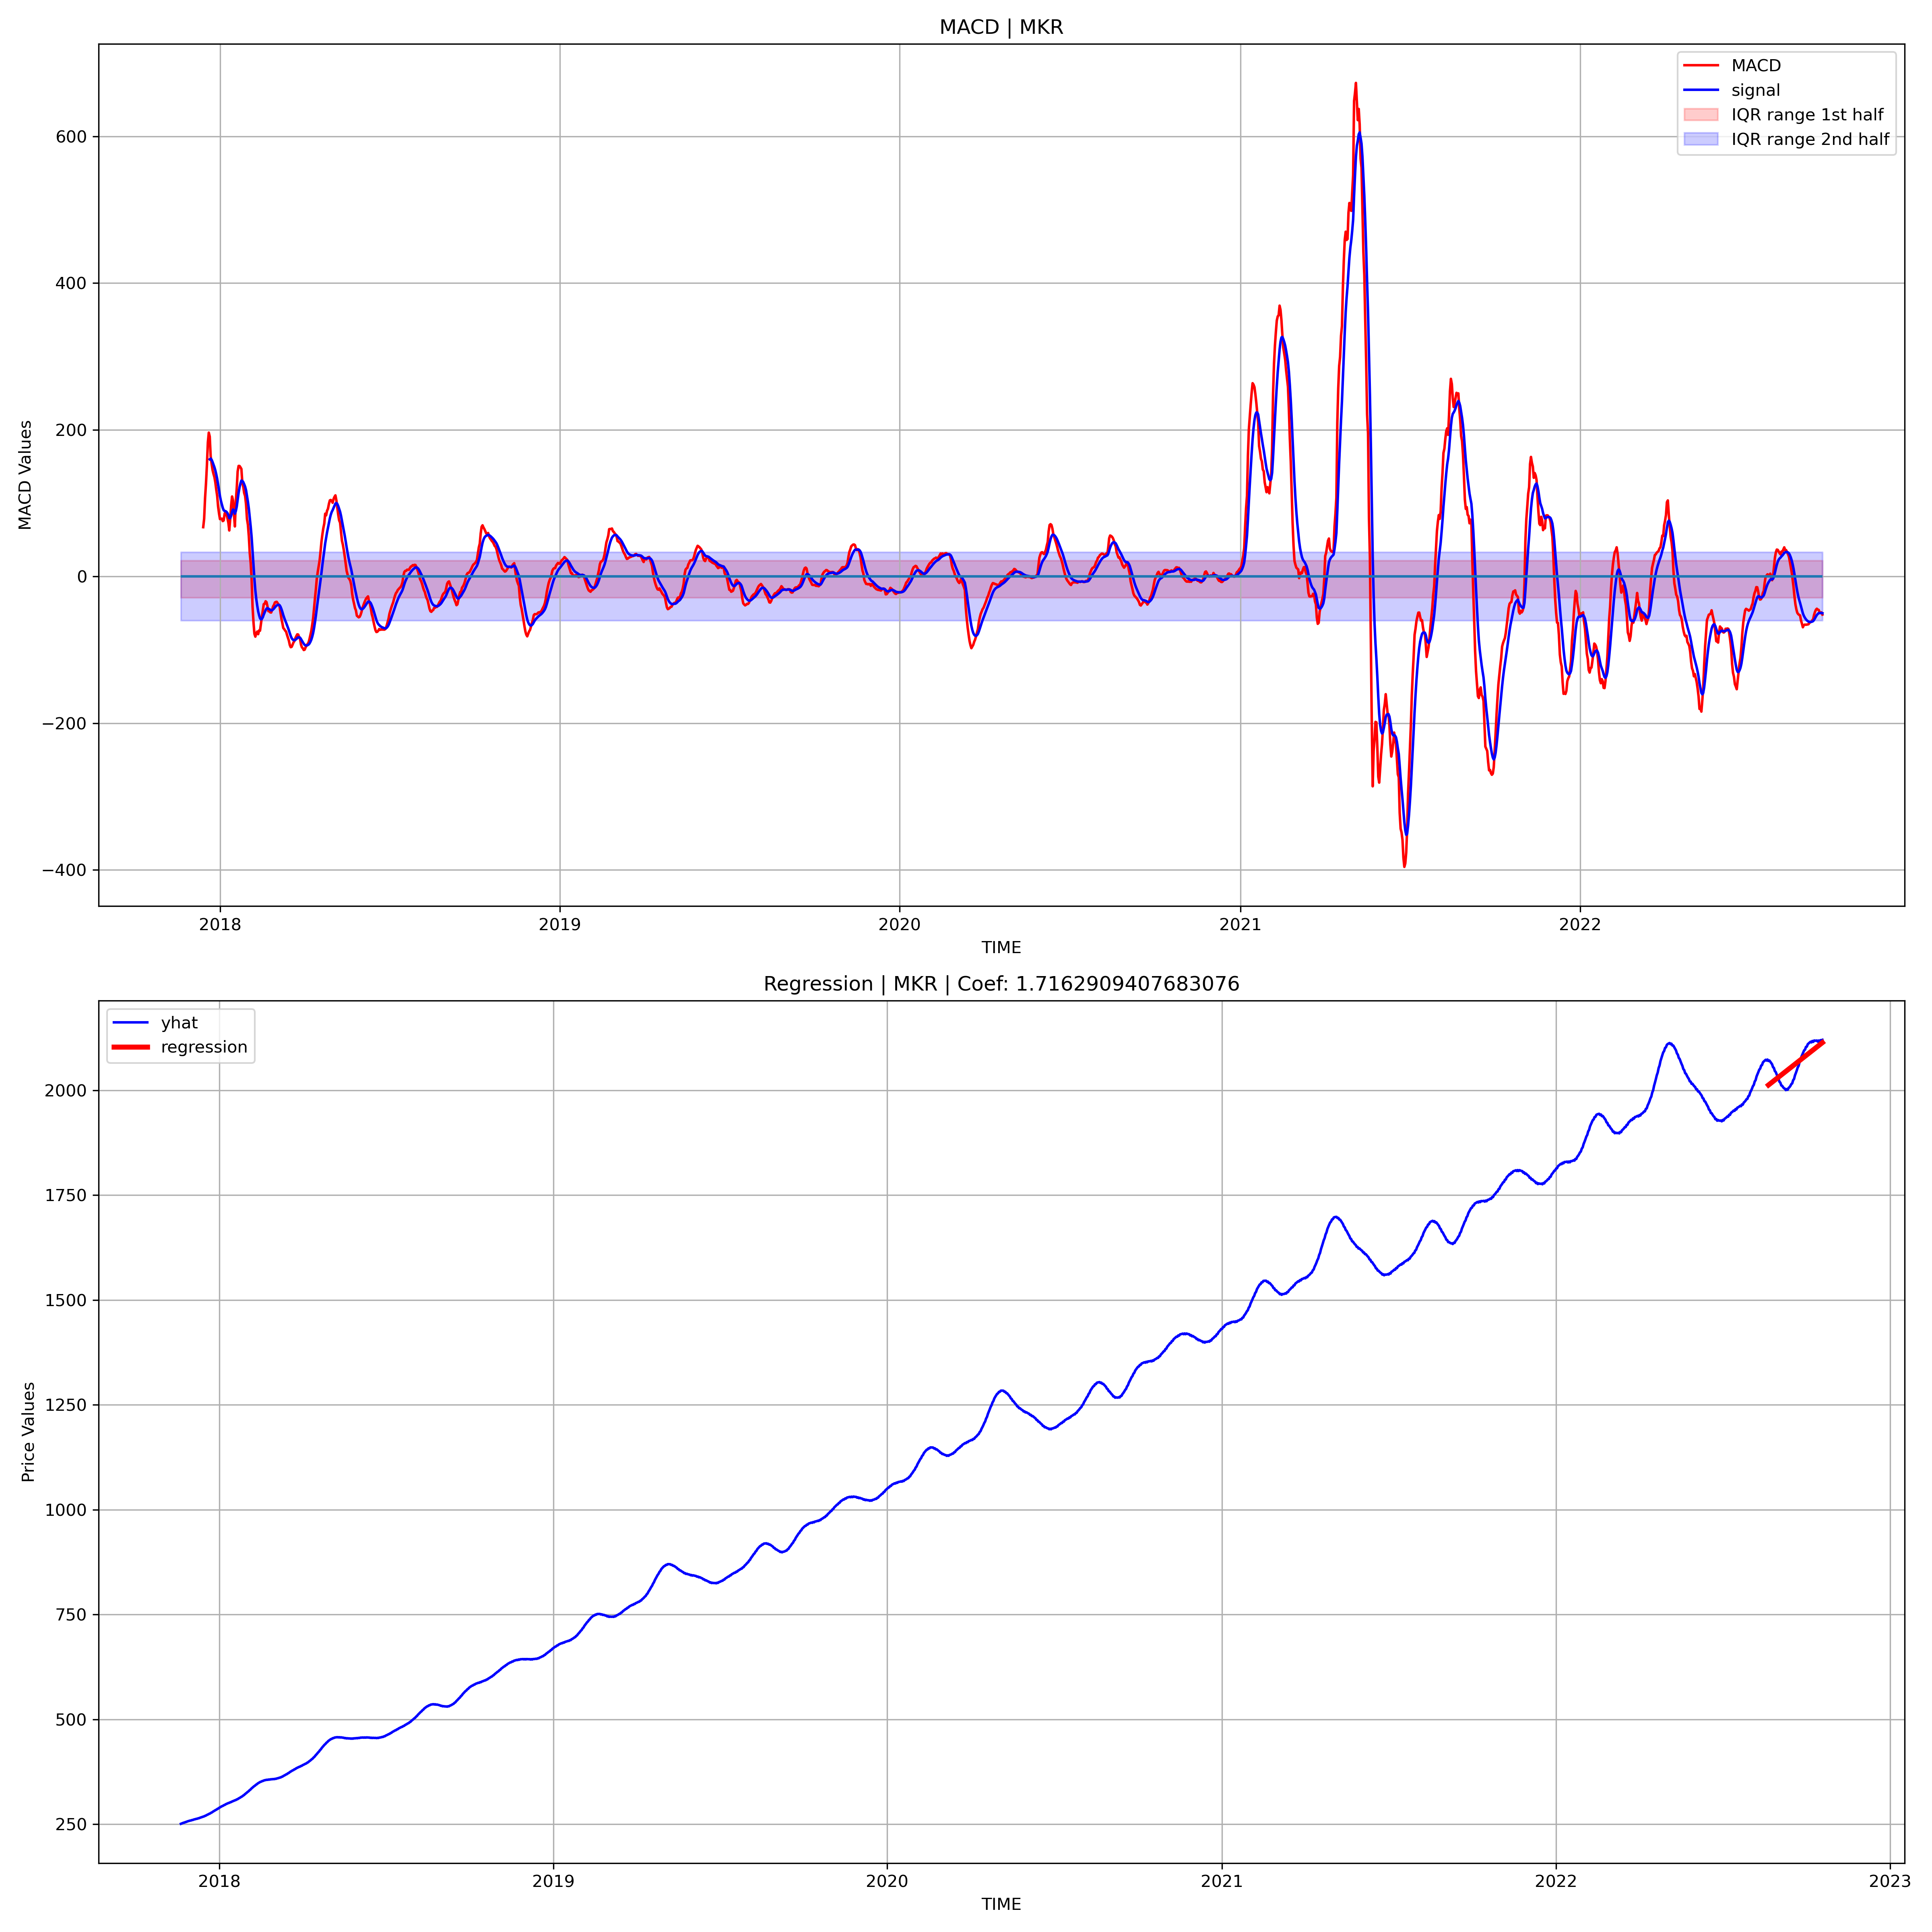 MACD | MKR
MACD
signal
IQR range 1st half
IQR range 2nd half
MACD Values
600
400
200
0
−200
−400
2018
2019
2020
2021
2022
TIME
Regression | MKR | Coef: 1.7162909407683076
yhat
regression
Price Values
2000
1750
1500
1250
1000
750
500
250
2018
2019
2020
2021
2022
2023
TIME